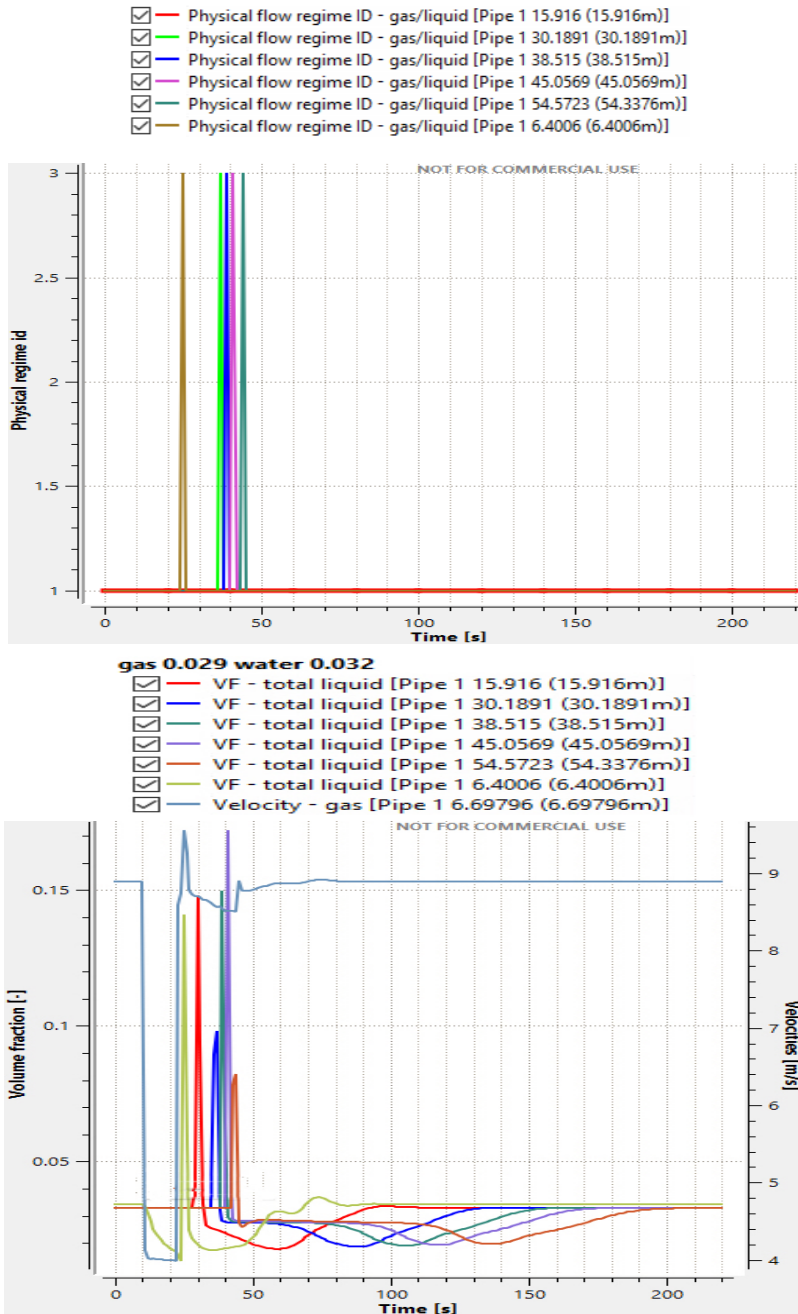 Physical flow regime ID - gas/liquid [Pipe 1 15.916 (15.916m)]
Physical flow regime ID - gas/liquid [Pipe 1 30.1891 (30.1891m)]
Physical flow regime ID - gas/liquid [Pipe 1 38.515 (38.515m)]
Physical flow regime ID - gas/liquid [Pipe 1 45.0569 (45.0569m)]
Physical flow regime ID - gas/liquid [Pipe 1 54.5723 (54.3376m)]
Physical flow regime ID - gas/liquid [Pipe 1 6.4006 (6.4006m)]
NOT FOR COMMERCIAL USE
3
2.5
2
1.5
1
Physical regime id
0 50 100 150 200
Time [s]
gas 0.029 water 0.032
VF - total liquid [Pipe 1 15.916 (15.916m)]
VF - total liquid [Pipe 1 30.1891 (30.1891m)]
VF - total liquid [Pipe 1 38.515 (38.515m)]
VF - total liquid [Pipe 1 45.0569 (45.0569m)]
VF - total liquid [Pipe 1 54.5723 (54.3376m)]
VF - total liquid [Pipe 1 6.4006 (6.4006m)]
Velocity - gas [Pipe 1 6.69796 (6.69796m)]
NOT FOR COMMERCIAL USE
0.15
0.1
0.05
Volume fraction [-]
9
8
7
6
5
4
Velocities [m/s]
0 50 100 150 200
Time [s]